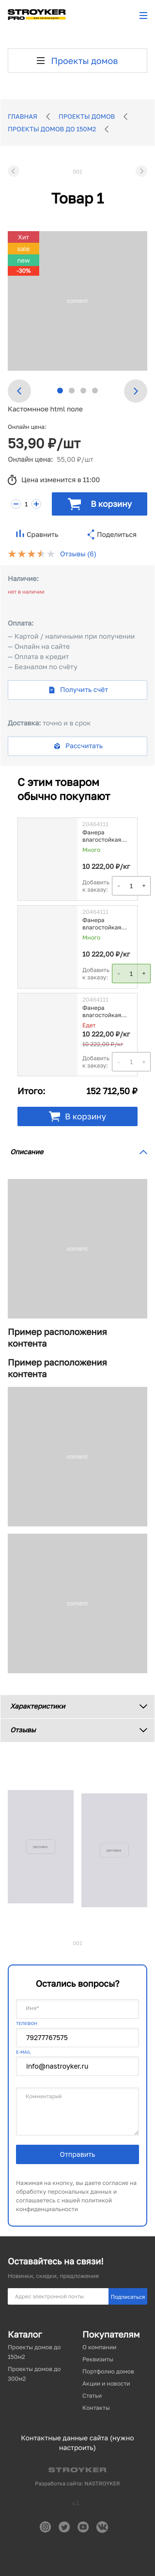 STROYKER
PRO
Проекты домов
ГЛАВНАЯ
ПРОЕКТЫ ДОМОВ
ПРОЕКТЫ ДОМОВ ДО 150М2
001
Товар 1
Хит
sale
new
-30%
контент
Кастомнное html поле
Онлайн цена:
53,90 ₽/шт
Онлайн цена: 55,00 ₽/шт
Цена изменится в 11:00
1
В корзину
Сравнить
Поделиться
Отзывы (6)
Наличие:
нет в наличии
Оплата:
— Картой / наличными при получении
— Онлайн на сайте
— Оплата в кредит
— Безналом по счёту
Получить счёт
Доставка: точно и в срок
Рассчитать
С этим товаром
обычно покупают
20464111
Фанера
влагостойкая...
Много
10 222,00 ₽/кг
Добавить
к заказу:
- 1 +
20464111
Фанера
влагостойкая...
Много
10 222,00 ₽/кг
Добавить
к заказу:
- 1 +
20464111
Фанера
влагостойкая...
Едет
10 222,00 ₽/кг
10 222,00 ₽/кг
Добавить
к заказу:
- 1 +
Итого:
152 712,50 ₽
В корзину
Описание
Пример расположения
контента
Пример расположения
контента
Характеристики
Отзывы
001
Остались вопросы?
Имя*
ТЕЛЕФОН
79277767575
E-MAIL
info@nastroyker.ru
Комментарий
Отправить
Нажимая на кнопку, вы даете согласие на
обработку персональных данных и
соглашаетесь с нашей политикой
конфиденциальности
Оставайтесь на связи!
Новинки, скидки, предложения
Адрес электронной почты
Подписаться
Каталог
Проекты домов до
150м2
Проекты домов до
300м2
Покупателям
О компании
Реквизиты
Портфолио домов
Акции и новости
Статьи
Контакты
Контактные данные сайта (нужно
настроить)
STROYKER
Разработка сайта: NASTROYKER